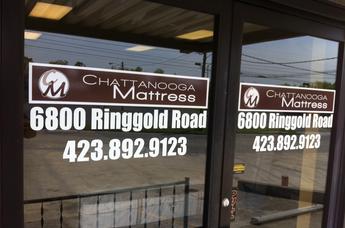 CM CHATTANOOGA
Mattress
6800 Ringgold Road
423.892.9123
CM CHATTANOOGA
Mattress
6800 Ringgold Road
423.892.9123